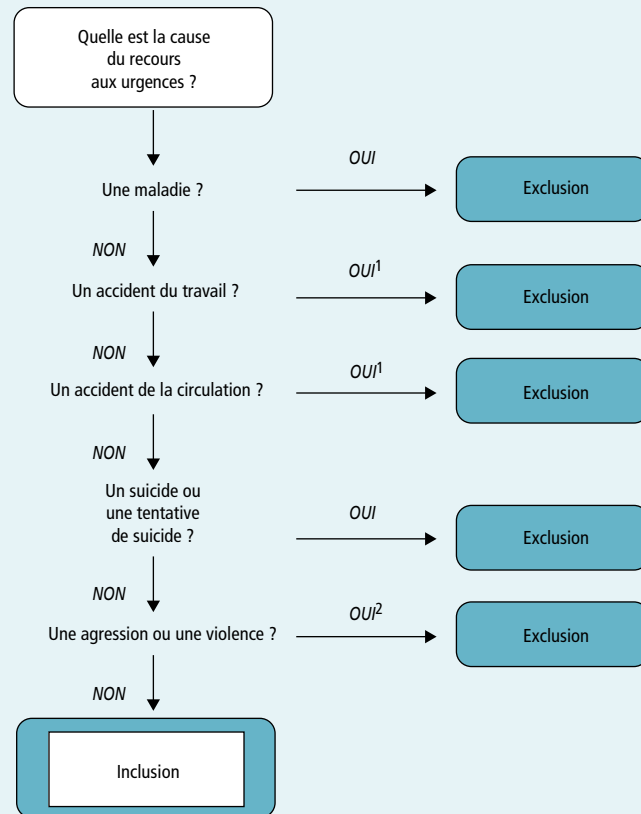 Quelle est la cause
du recours
aux urgences ?
OUI
Une maladie ?
Exclusion
NON
Un accident du travail ?
OUI1
Exclusion
NON
Un accident de la circulation ?
OUI1
Exclusion
NON
Un suicide ou
une tentative
de suicide ?
OUI
Exclusion
NON
Une agression ou une violence ?
OUI2
Exclusion
NON
Inclusion